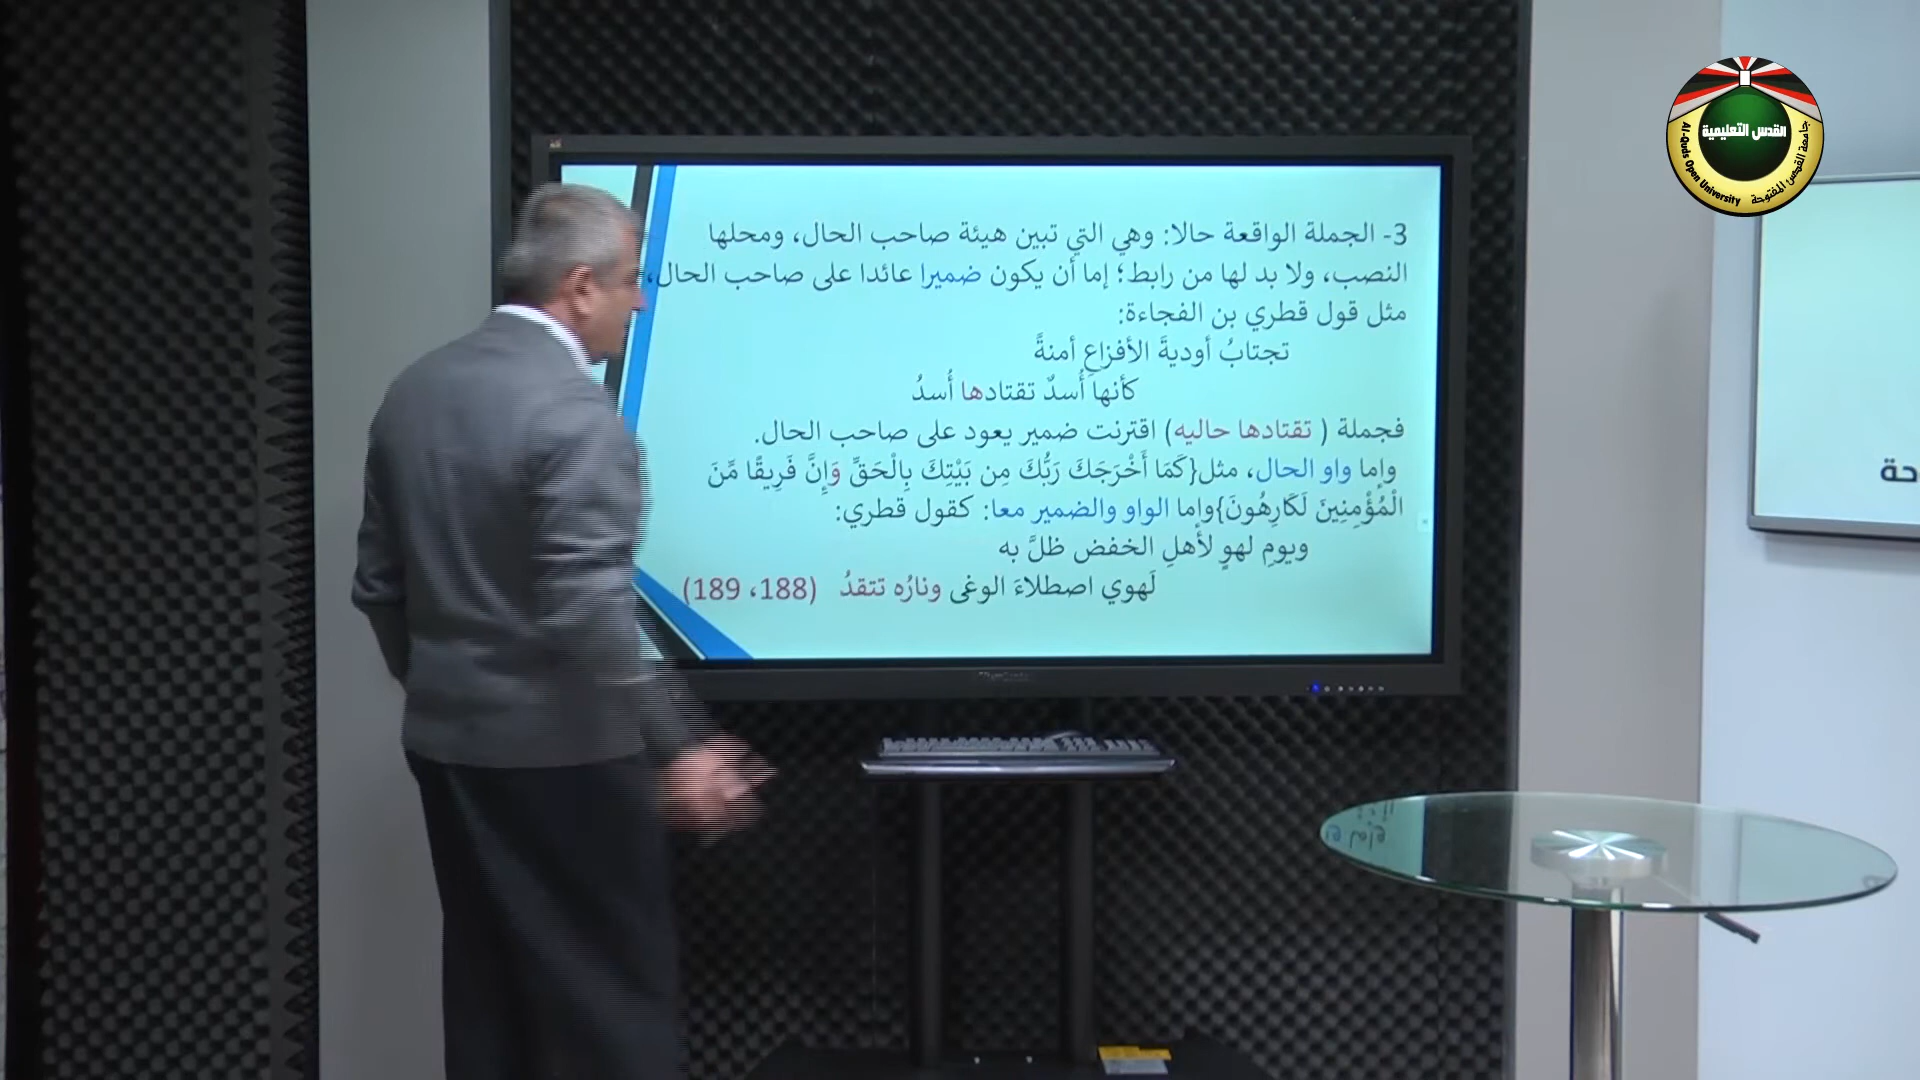 3- الجملة الواقعة حالا: وهي التي تبين هيئة صاحب الحال، ومحلها
النصب، ولا بد لها من رابط؛ إما أن يكون ضميرا عائدا على صاحب الحال،
مثل قول قطري بن الفجاءة:
تجتابُ أوديةَ الأفزاعِ أمنةً
كأنها أُسدٌ تقتادها أُسدُ
فجملة ( تقتادها حاليه) اقترنت ضمير يعود على صاحب الحال.
وإما واو الحال، مثل{كَمَا أَخْرَجَكَ رَبُّكَ مِن بَيْتِكَ بِالْحَقِّ وَإِنَّ فَرِيقًا مِّنَ
الْمُؤْمِنِينَ لَكَارِهُونَ}وإما الواو والضمير معا: كقول قطري:
ويومِ لهوٍ لأهلِ الخفض ظلَّ به
لَهوي اصطلاءَ الوغى ونارُه تتقدُ (188، 189)
القدس التعليمية
جامعة القدس المفتوحة
Al-Quds Open University
حة